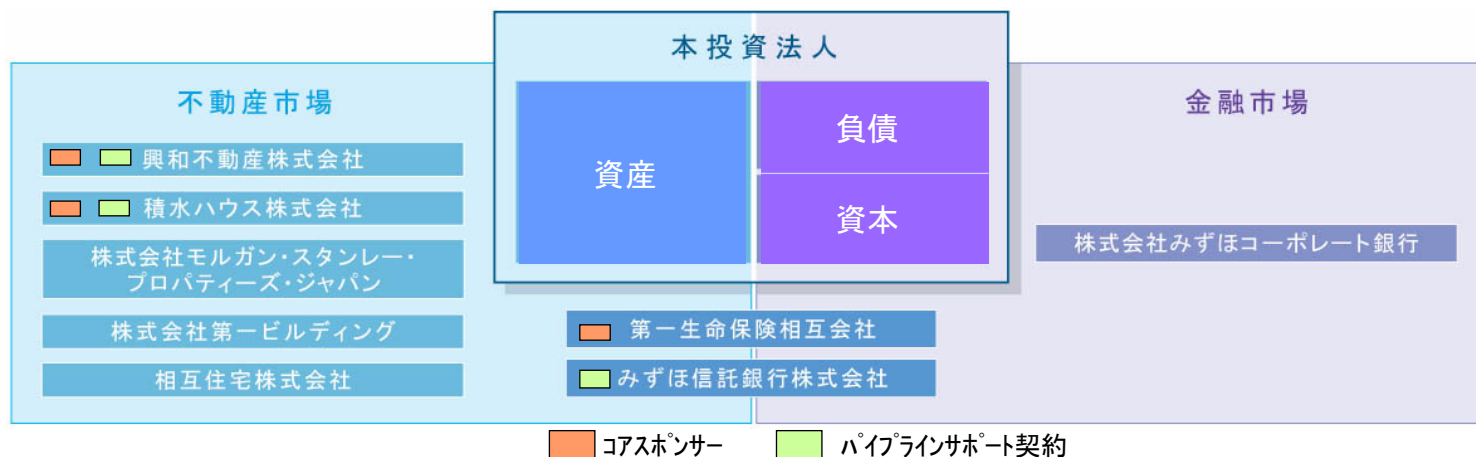 本投資法人
不動産市場
金融市場
資産
負債
資本
興和不動産株式会社
積水ハウス株式会社
株式会社モルガン・スタンレー・
プロパティーズ・ジャパン
株式会社第一ビルディング
相互住宅株式会社
第一生命保険相互会社
みずほ信託銀行株式会社
株式会社みずほコーポレート銀行
コアスポンサー
パイプラインサポート契約